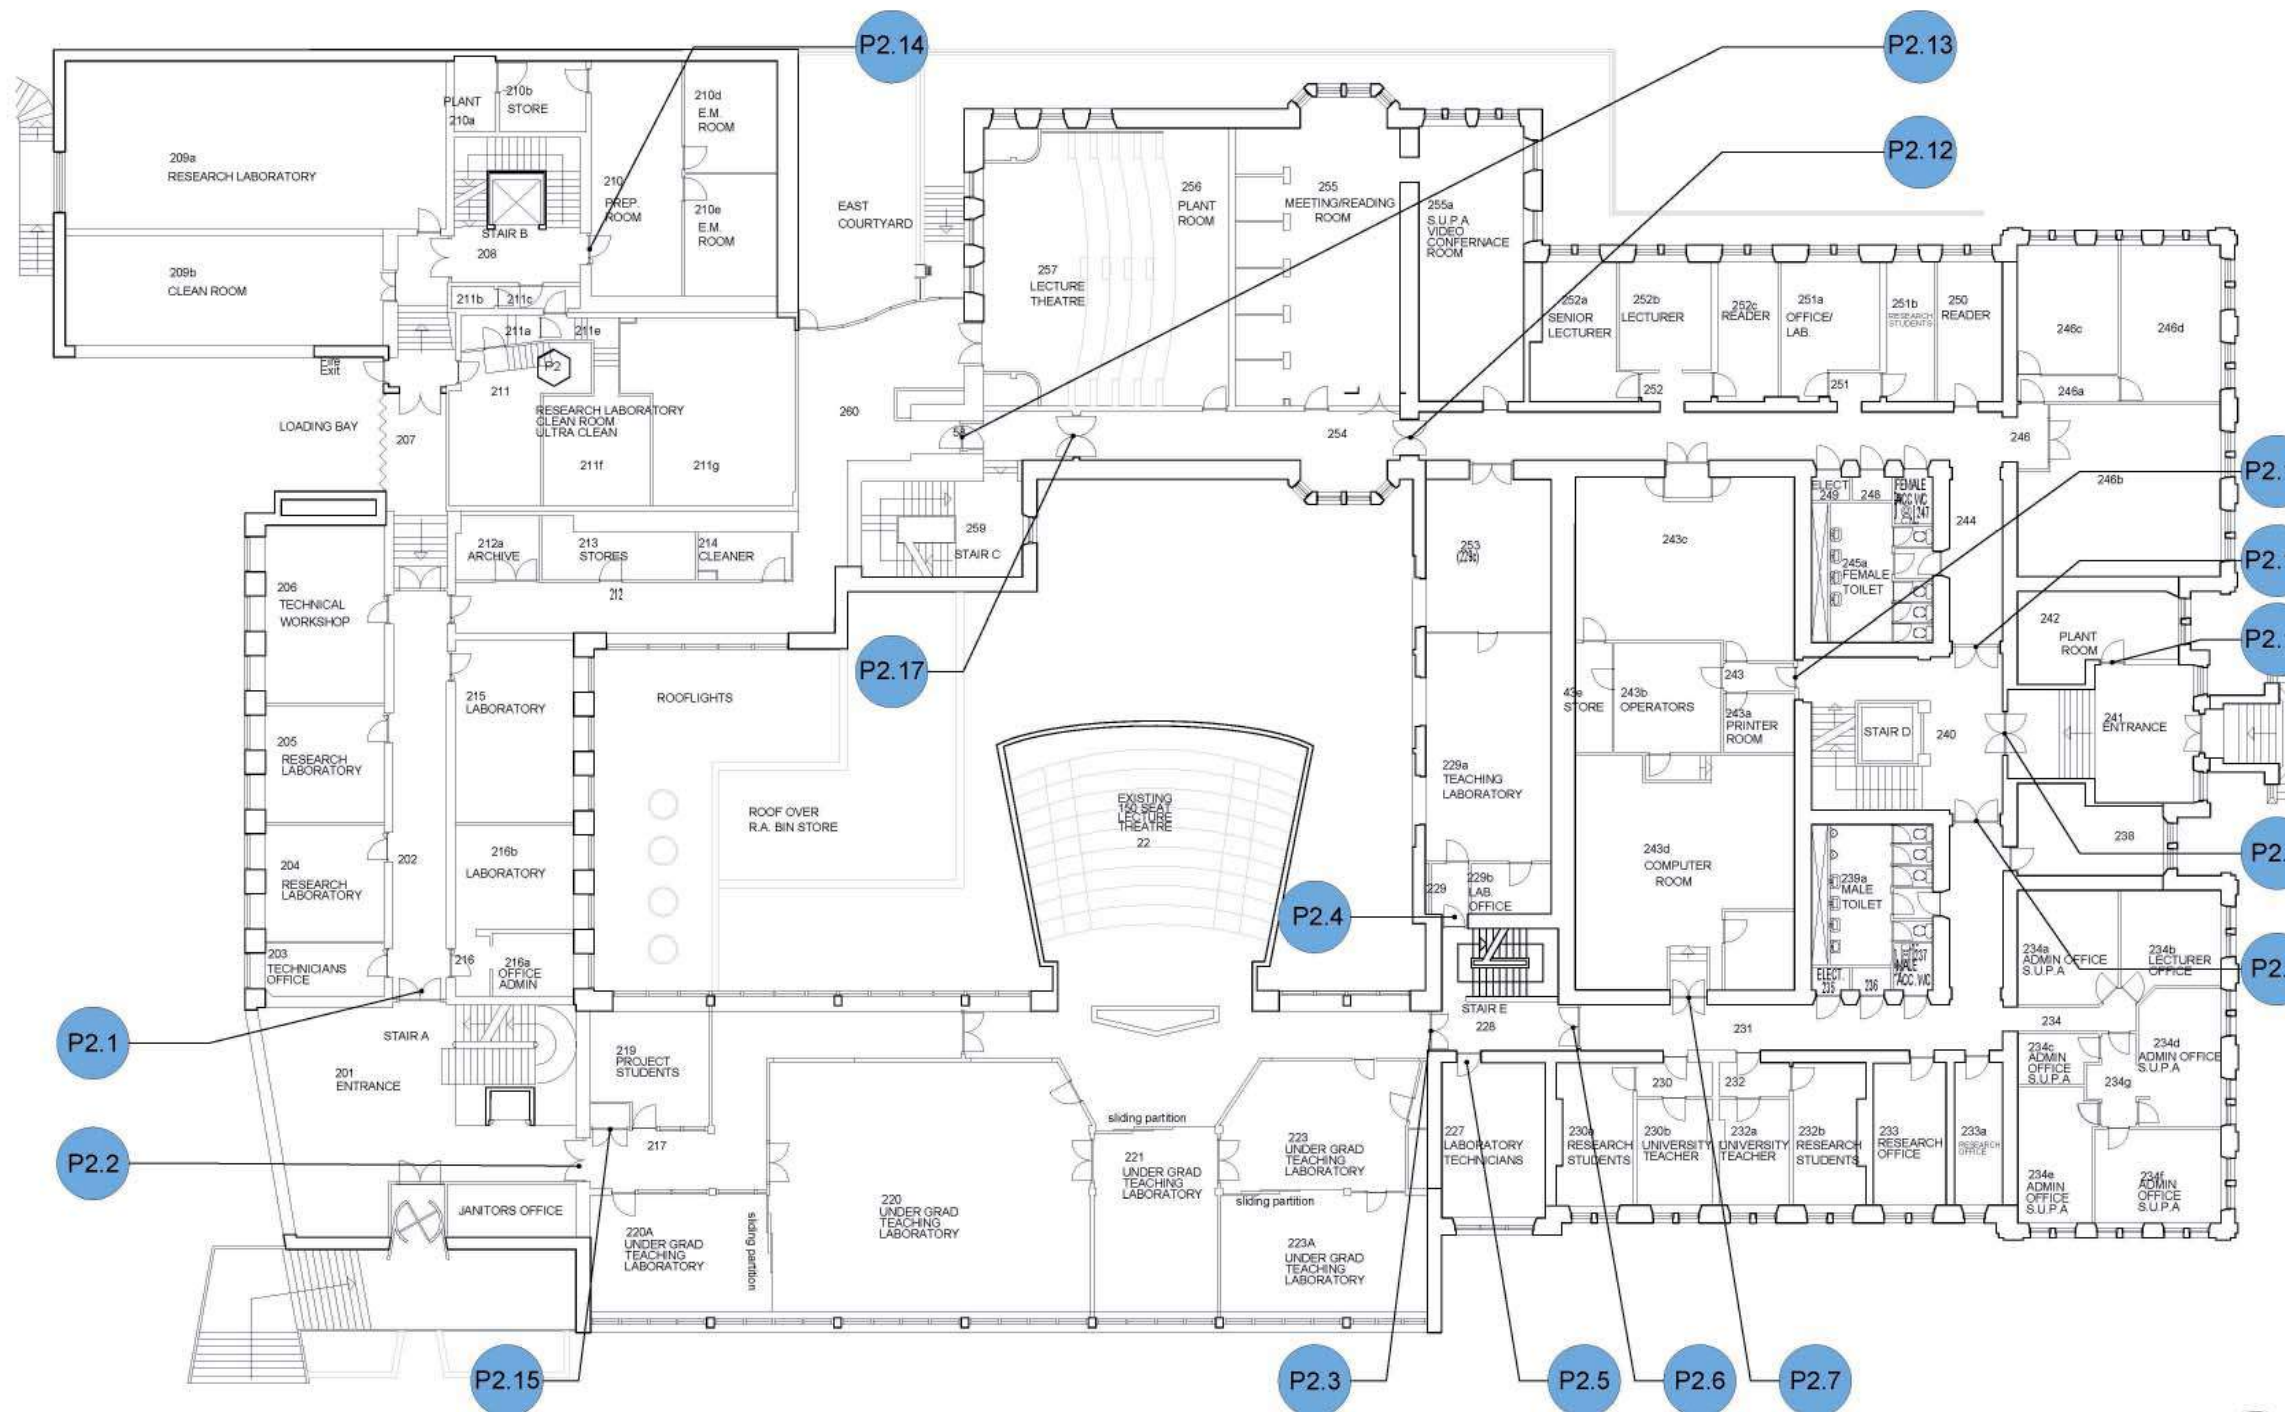 P2.14
P2.13
P2.12
PLANT
210a
210b
STORE
210d
E.M.
ROOM
209a
RESEARCH LABORATORY
210
PREP.
ROOM
210e
E.M.
ROOM
STAIR B
208
209b
CLEAN ROOM
211b
211c
211a
211e
P2
Fire
Exit
211
RESEARCH LABORATORY
CLEAN ROOM
ULTRA CLEAN
211f
211g
LOADING BAY
207
EAST
COURTYARD
260
257
LECTURE
THEATRE
256
PLANT
ROOM
255
MEETING/READING
ROOM
255a
S.U.P.A
VIDEO
CONFERNACE
ROOM
252a
SENIOR
LECTURER
252b
LECTURER
252c
READER
251a
OFFICE/
LAB.
251b
RESEARCH
STUDENTS
250
READER
246c
246d
252
251
246a
58
254
246
246b
P2.
ELECT
249
248
FEMALE
ACC.WC
247
244
212a
ARCHIVE
213
STORES
214
CLEANER
212
259
STAIR C
253
243c
245a
FEMALE
TOILET
P2.
206
TECHNICAL
WORKSHOP
242
PLANT
ROOM
P2.
P2.17
ROOFLIGHTS
215
LABORATORY
43e
STORE
243b
OPERATORS
243
243a
PRINTER
ROOM
STAIR D
240
241
ENTRANCE
205
RESEARCH
LABORATORY
229a
TEACHING
LABORATORY
ROOF OVER
R.A. BIN STORE
EXISTING
150 SEAT
LECTURE
THEATRE
22
238
P2.
204
RESEARCH
LABORATORY
202
216b
LABORATORY
243d
COMPUTER
ROOM
239a
MALE
TOILET
229
229b
LAB.
OFFICE
P2.4
203
TECHNICIANS
OFFICE
216
216a
OFFICE
ADMIN
ELECT.
235
236
237
MALE
ACC. WC
234a
ADMIN OFFICE
S.U.P.A
234b
LECTURER
OFFICE
P2.
P2.1
STAIR A
201
ENTRANCE
219
PROJECT
STUDENTS
STAIR E
228
231
234
234c
ADMIN
OFFICE
S.U.P.A
234d
ADMIN OFFICE
S.U.P.A
234g
230
232
sliding partition
P2.2
217
227
LABORATORY
TECHNICIANS
230a
RESEARCH
STUDENTS
230b
UNIVERSITY
TEACHER
232a
UNIVERSITY
TEACHER
232b
RESEARCH
STUDENTS
233
RESEARCH
OFFICE
233a
RESEARCH
OFFICE
234e
ADMIN
OFFICE
S.U.P.A
234f
ADMIN
OFFICE
S.U.P.A
223
UNDER GRAD
TEACHING
LABORATORY
221
UNDER GRAD
TEACHING
LABORATORY
sliding partition
JANITORS OFFICE
220
UNDER GRAD
TEACHING
LABORATORY
220A
UNDER GRAD
TEACHING
LABORATORY
sliding partition
223A
UNDER GRAD
TEACHING
LABORATORY
P2.15
P2.3
P2.5
P2.6
P2.7